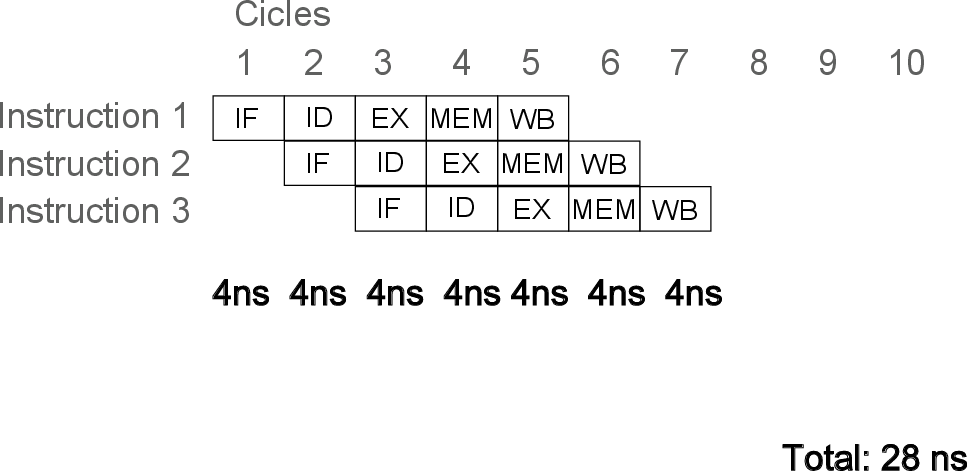 Cicles
1 2 3 4 5 6 7 8 9 10
Instruction 1 IF ID EX MEM WB
Instruction 2 IF ID EX MEM WB
Instruction 3 IF ID EX MEM WB
4ns 4ns 4ns 4ns 4ns 4ns 4ns
Total: 28 ns